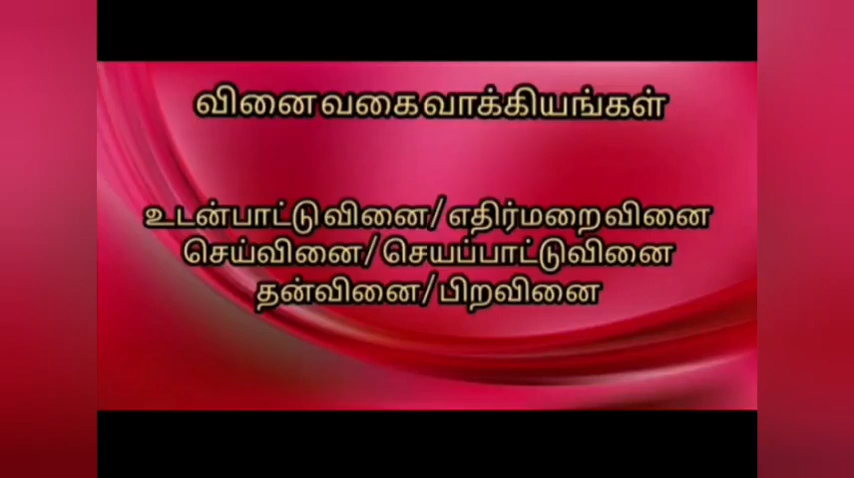 வினை வகை வாக்கியங்கள்
உடன்பாட்டு வினை/ எதிர்மறை வினை
செய்வினை/ செயப்பாட்டுவினை
தன்வினை/ பிறவினை